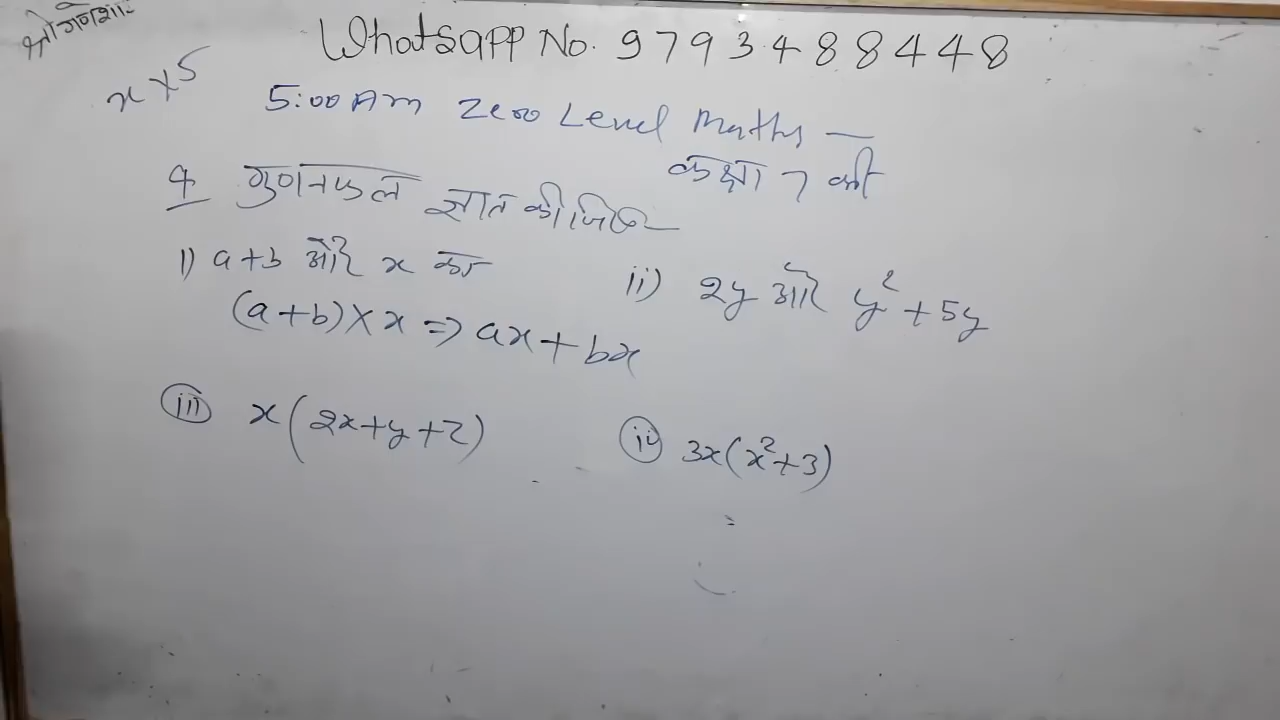 श्री गणेशाः
Whatsapp No. 9793488448
x × 5
5:00 Am Zero Level Maths —
कक्षा 7 की
Q गुणनफल ज्ञात कीजिए —
i) a + b और x का
(a + b) × x ⇒ ax + bx
ii) 2y और y² + 5y
iii) x(2x + y + z)
iv) 3x(x² + 3)
=